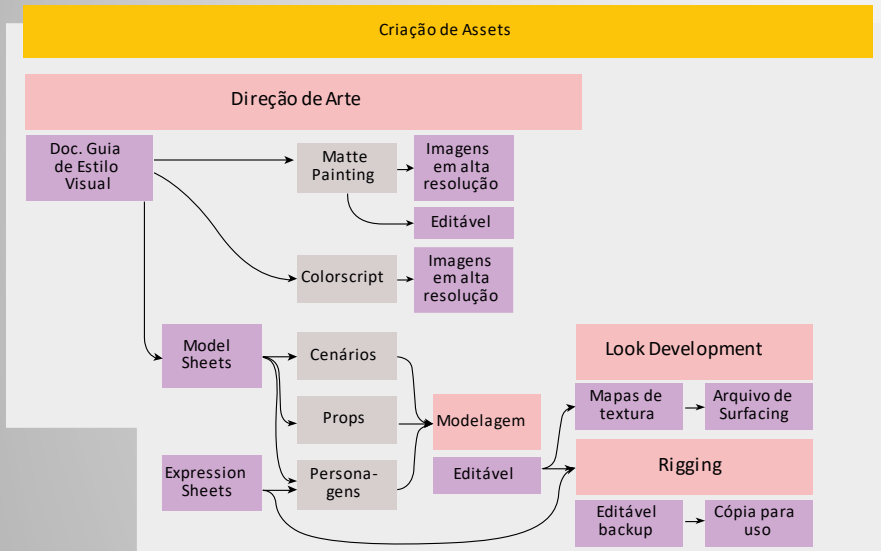 Criação de Assets
Direção de Arte
Doc. Guia
de Estilo
Visual
Matte
Painting
Imagens
em alta
resolução
Editável
Colorscript
Imagens
em alta
resolução
Model
Sheets
Cenários
Props
Persona-
gens
Expression
Sheets
Modelagem
Editável
Look Development
Mapas de
textura
Arquivo de
Surfacing
Rigging
Editável
backup
Cópia para
uso